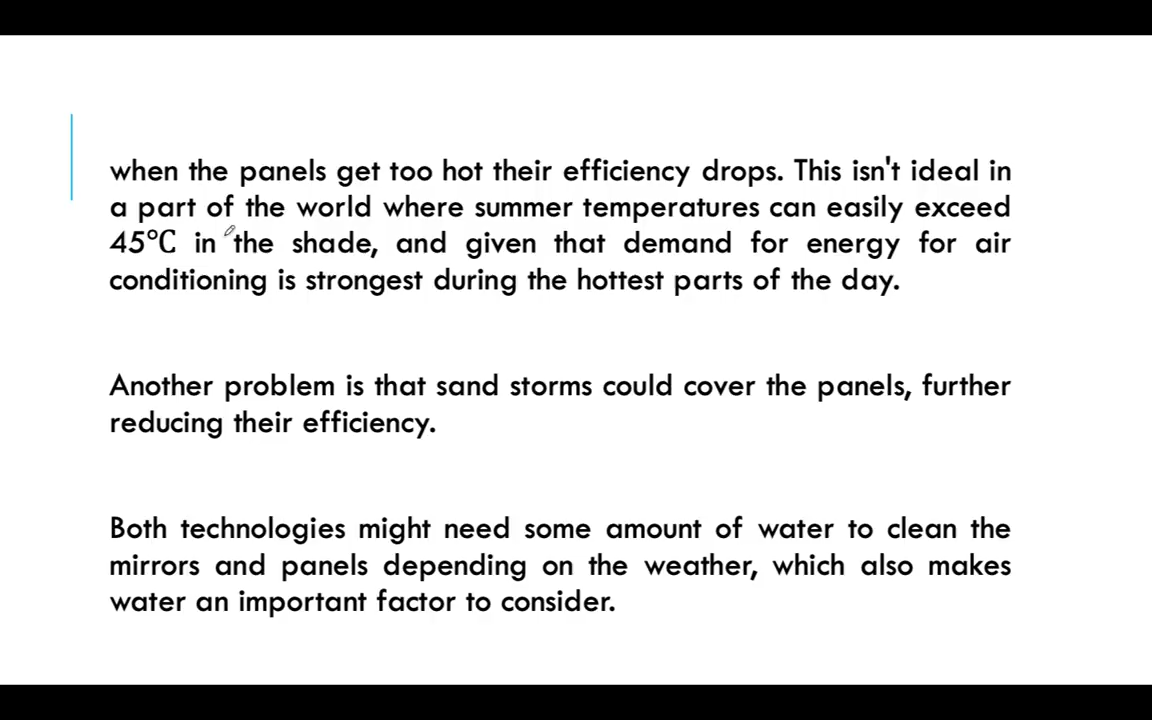 when the panels get too hot their efficiency drops. This isn't ideal in
a part of the world where summer temperatures can easily exceed
45°C in the shade, and given that demand for energy for air
conditioning is strongest during the hottest parts of the day.
Another problem is that sand storms could cover the panels, further
reducing their efficiency.
Both technologies might need some amount of water to clean the
mirrors and panels depending on the weather, which also makes
water an important factor to consider.